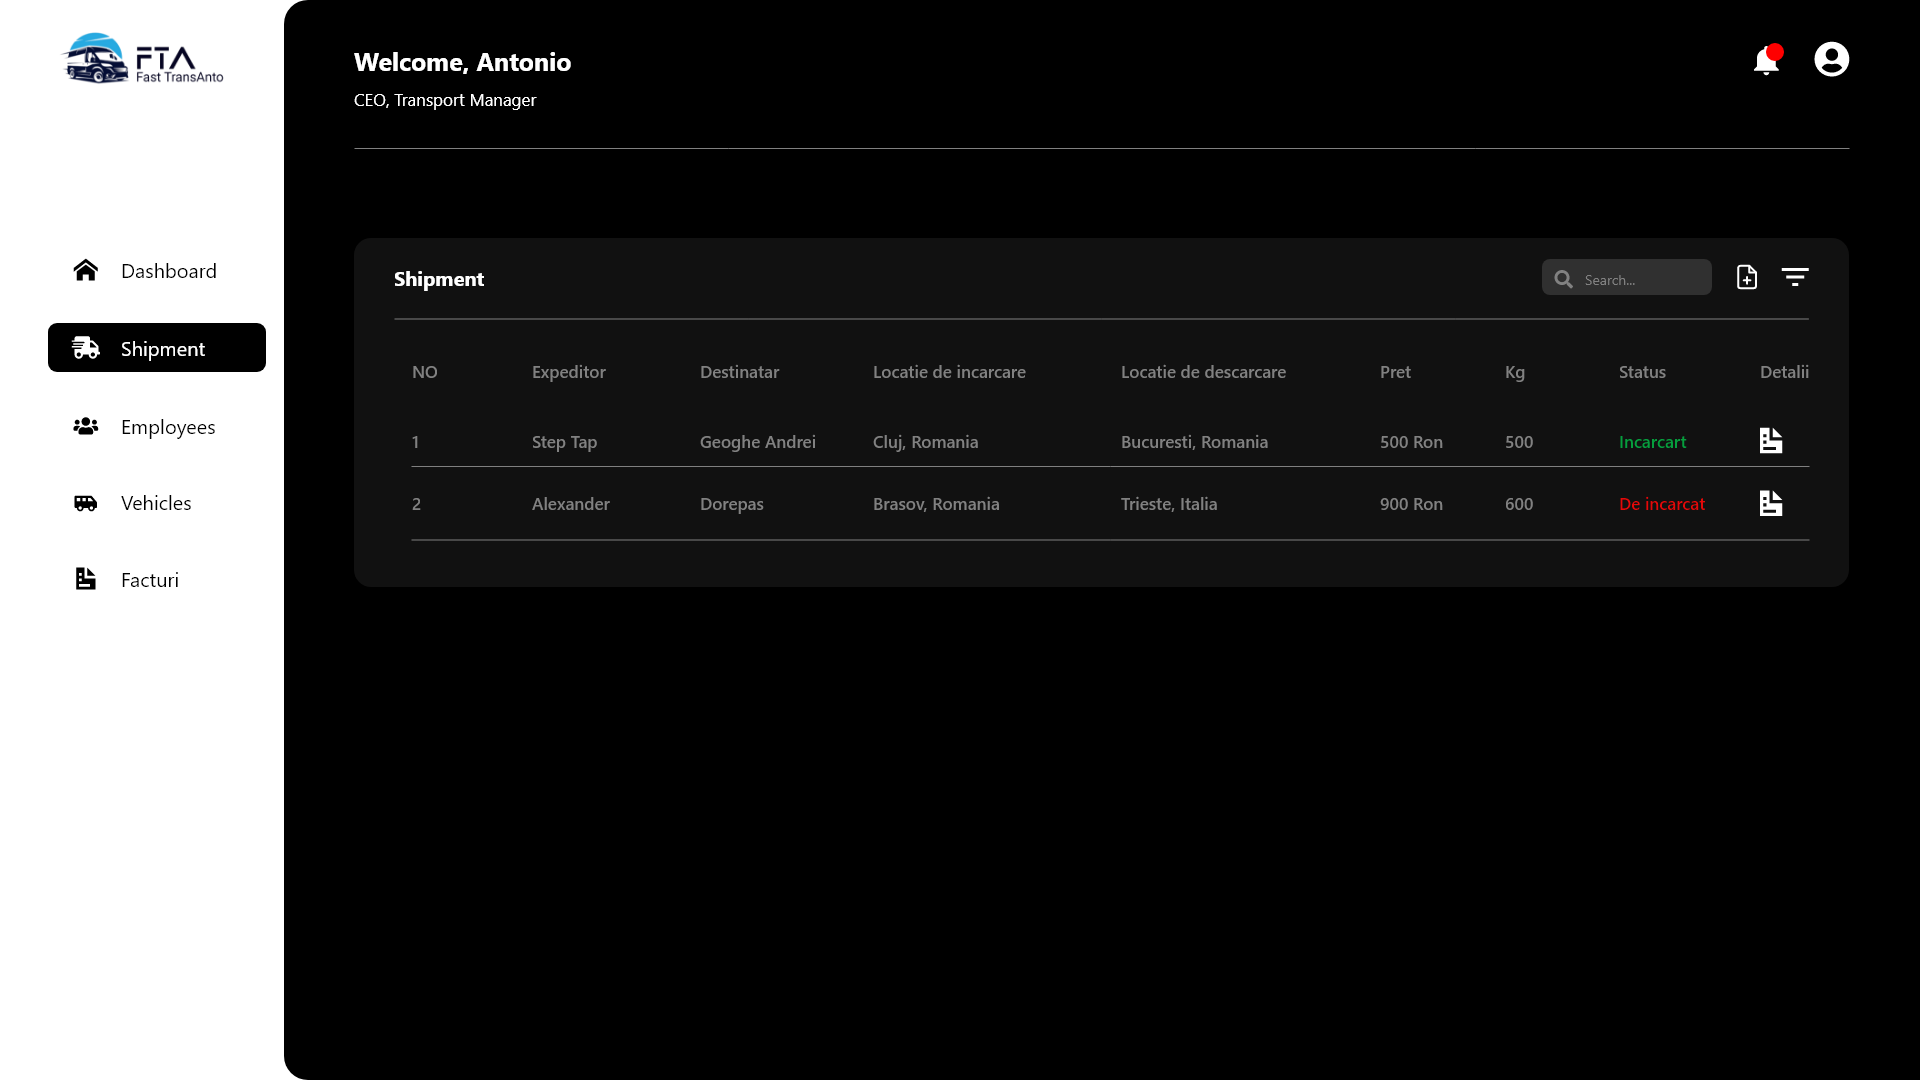 FTA
Fast TransAnto
Dashboard
Shipment
Employees
Vehicles
Facturi
Welcome, Antonio
CEO, Transport Manager
Shipment
Search...
NO Expeditor Destinatar Locatie de incarcare Locatie de descarcare Pret Kg Status Detalii
1 Step Tap Geoghe Andrei Cluj, Romania Bucuresti, Romania 500 Ron 500 Incarcart
2 Alexander Dorepas Brasov, Romania Trieste, Italia 900 Ron 600 De incarcat